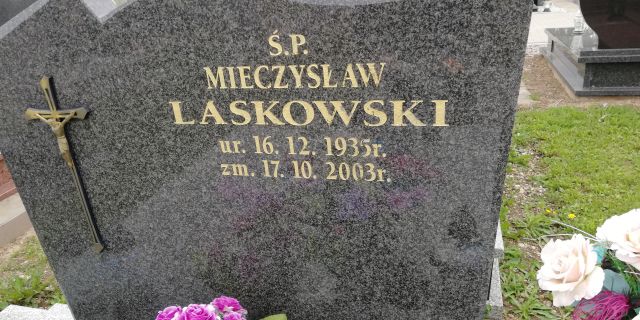 Ś.P.
MIECZYSŁAW
LASKOWSKI
ur. 16. 12. 1935r.
zm. 17. 10. 2003r.